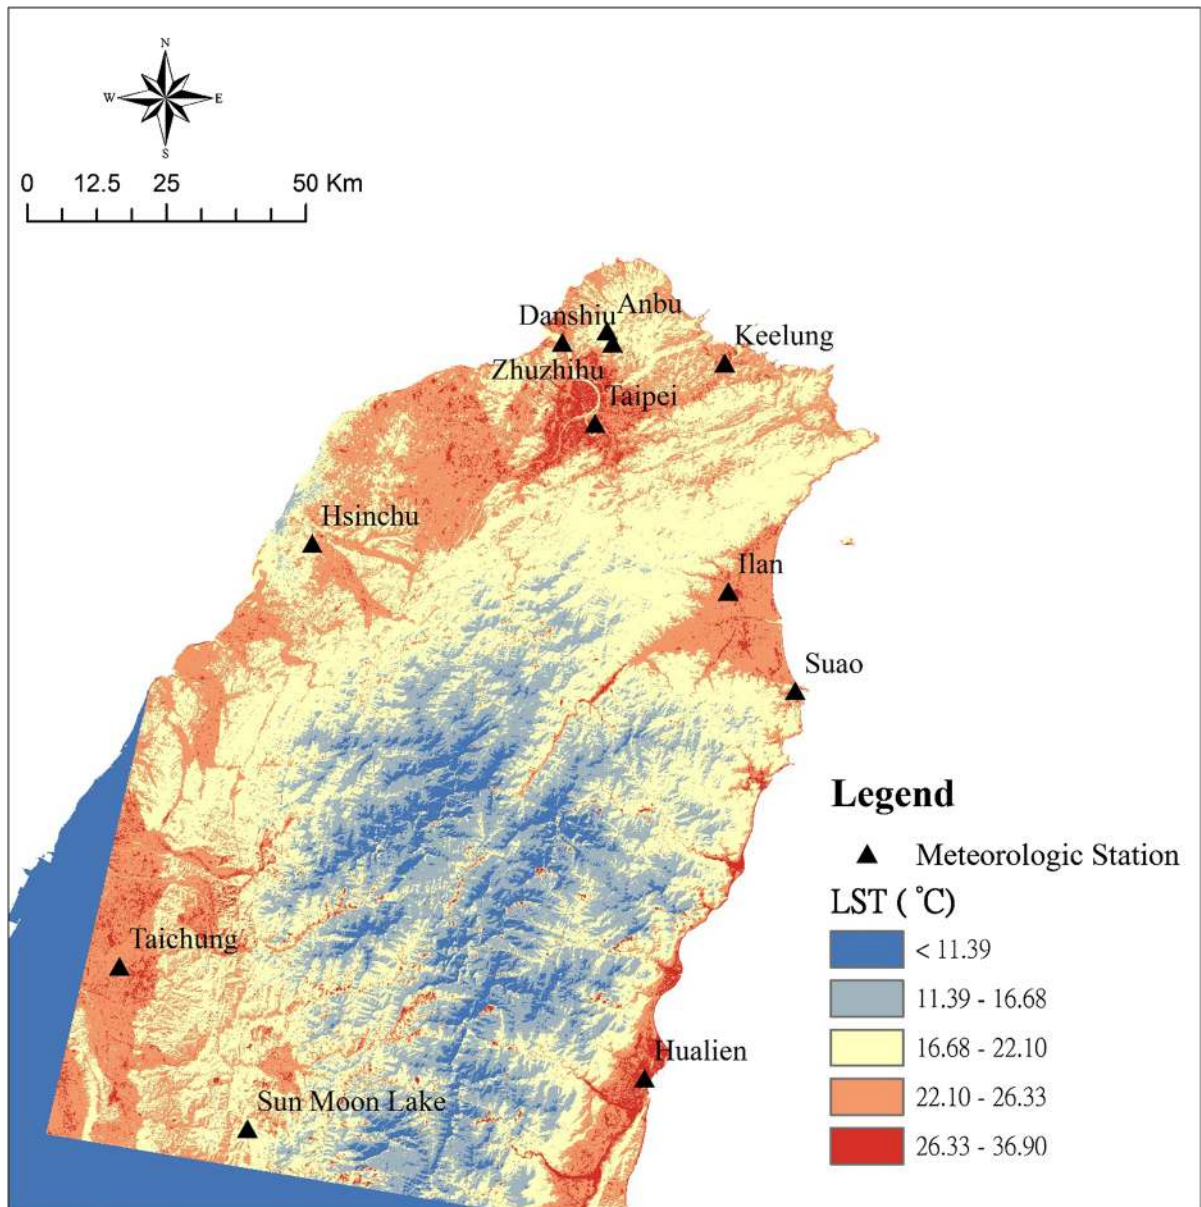 N
W E
S
0 12.5 25 50 Km
Anbu
Danshiu
Keelung
Zhuzhihu
Taipei
Hsinchu
Ilan
Suao
Legend
Meteorologic Station
LST ( °C)
< 11.39
11.39 - 16.68
16.68 - 22.10
22.10 - 26.33
26.33 - 36.90
Taichung
Hualien
Sun Moon Lake